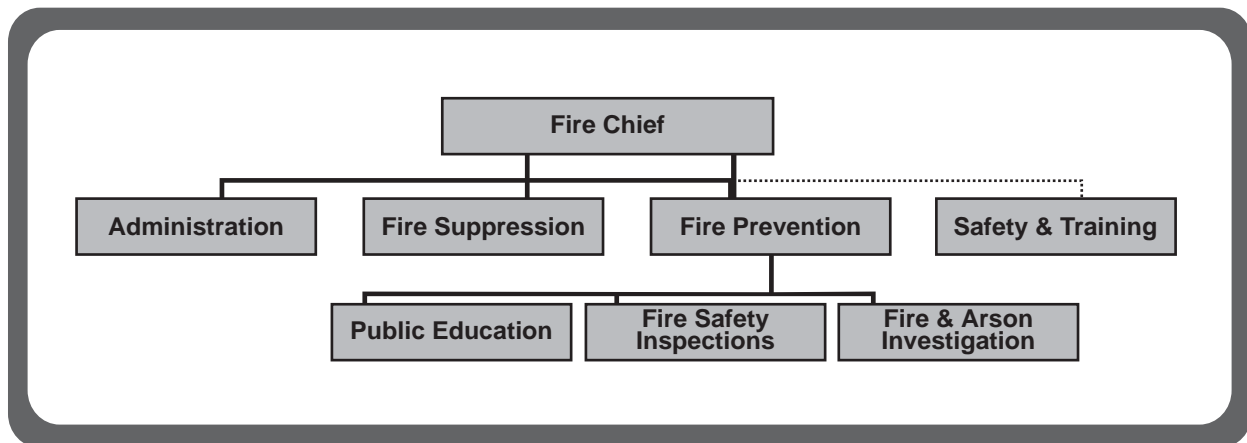 Fire Chief
Administration
Fire Suppression
Fire Prevention
Safety & Training
Public Education
Fire Safety
Inspections
Fire & Arson
Investigation